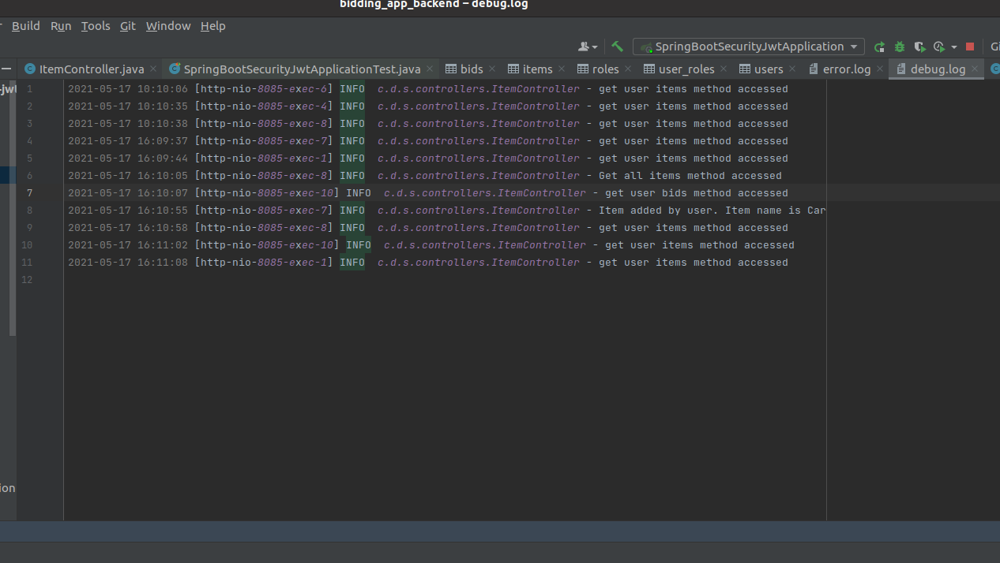 bidding_app_backend – debug.log
Build Run Tools Git Window Help
SpringBootSecurityJwtApplication Gi
ItemController.java SpringBootSecurityJwtApplicationTest.java bids items roles user_roles users error.log debug.log
-jwt
1 2021-05-17 10:10:06 [http-nio-8085-exec-6] INFO c.d.s.controllers.ItemController - get user items method accessed
2 2021-05-17 10:10:35 [http-nio-8085-exec-4] INFO c.d.s.controllers.ItemController - get user items method accessed
3 2021-05-17 10:10:38 [http-nio-8085-exec-8] INFO c.d.s.controllers.ItemController - get user items method accessed
4 2021-05-17 16:09:37 [http-nio-8085-exec-7] INFO c.d.s.controllers.ItemController - get user items method accessed
5 2021-05-17 16:09:44 [http-nio-8085-exec-1] INFO c.d.s.controllers.ItemController - get user items method accessed
6 2021-05-17 16:10:05 [http-nio-8085-exec-8] INFO c.d.s.controllers.ItemController - Get all items method accessed
7 2021-05-17 16:10:07 [http-nio-8085-exec-10] INFO c.d.s.controllers.ItemController - get user bids method accessed
8 2021-05-17 16:10:55 [http-nio-8085-exec-7] INFO c.d.s.controllers.ItemController - Item added by user. Item name is Car
9 2021-05-17 16:10:58 [http-nio-8085-exec-8] INFO c.d.s.controllers.ItemController - get user items method accessed
10 2021-05-17 16:11:02 [http-nio-8085-exec-10] INFO c.d.s.controllers.ItemController - get user items method accessed
11 2021-05-17 16:11:08 [http-nio-8085-exec-1] INFO c.d.s.controllers.ItemController - get user items method accessed
12
ion